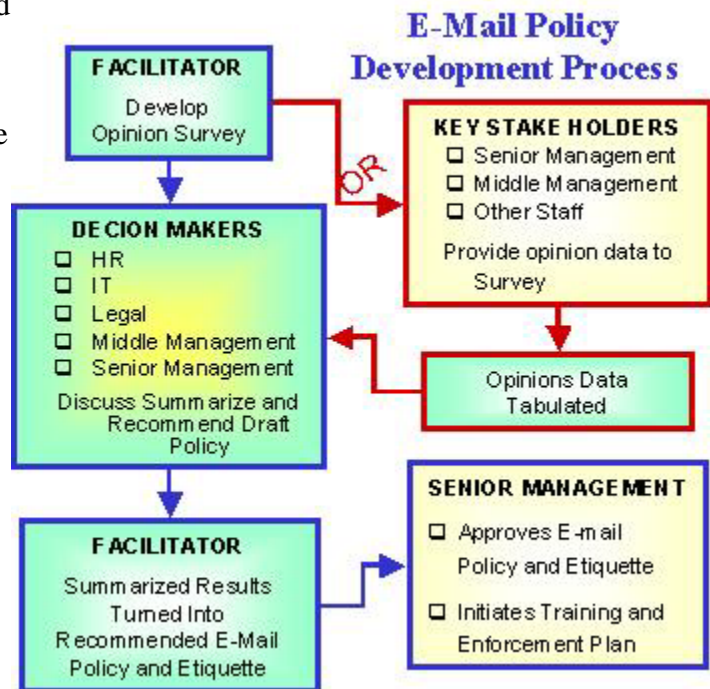 d
e
E-Mail Policy
Development Process
FACILITATOR
Develop
Opinion Survey
OR
KEY STAKE HOLDERS
❑ Senior Management
❑ Middle Management
❑ Other Staff
Provide opinion data to
Survey
DECION MAKERS
❑ HR
❑ IT
❑ Legal
❑ Middle Management
❑ Senior Management
Discuss Summarize and
Recommend Draft
Policy
Opinions Data
Tabulated
FACILITATOR
Summarized Results
Turned Into
Recommended E-Mail
Policy and Etiquette
SENIOR MANAGEMENT
❑ Approves E-mail
Policy and Etiquette
❑ Initiates Training and
Enforcement Plan